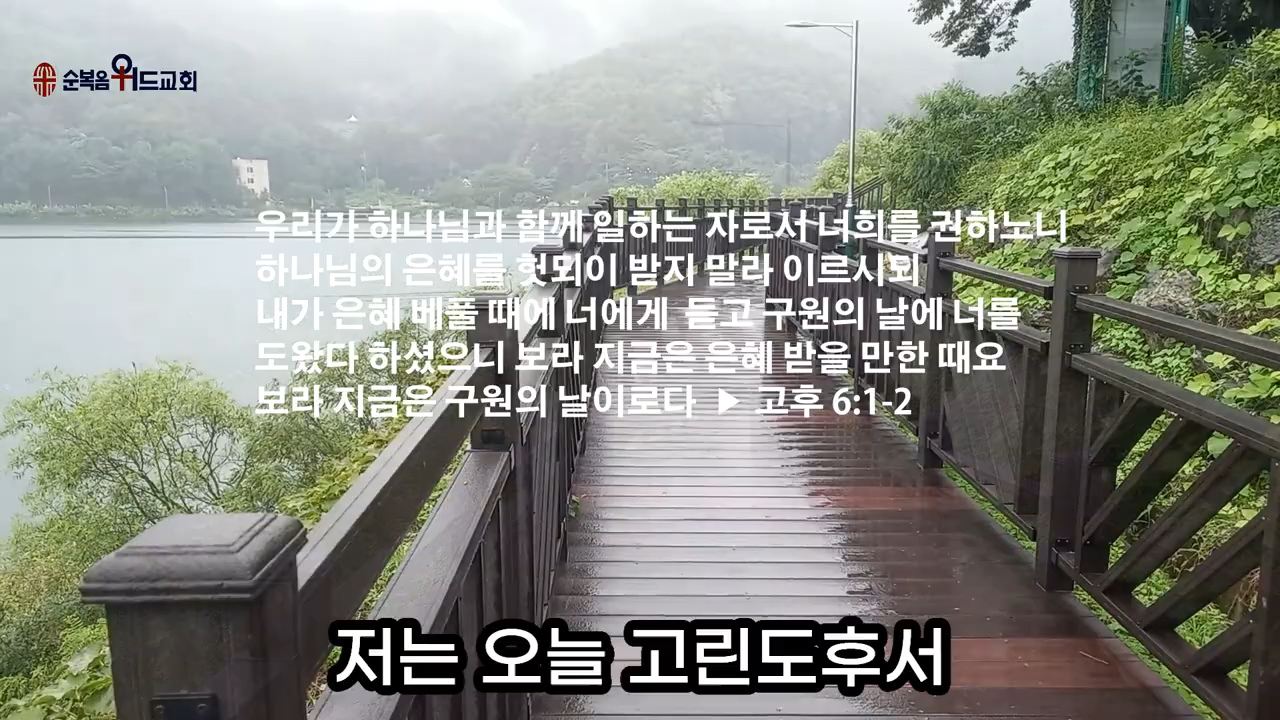 순복음위드교회
우리가 하나님과 함께 일하는 자로서 너희를 권하노니
하나님의 은혜를 헛되이 받지 말라 이르시되
내가 은혜 베풀 때에 너에게 듣고 구원의 날에 너를
도왔다 하셨으니 보라 지금은 은혜 받을 만한 때요
보라 지금은 구원의 날이로다 ▶ 고후 6:1-2
저는 오늘 고린도후서